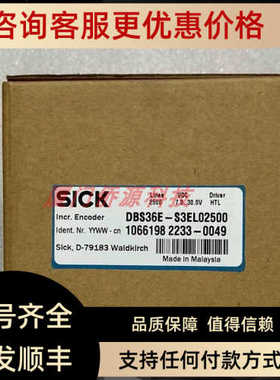 咨询客服有更多优惠价格
SICK
Lines VDC Driver
2500 7.0..30.0V HTL
Incr. Encoder DBS36E-S3EL02500
Ident. Nr. YYWW - cn 1066198 2233-0049
Sick, D-79183 Waldkirch
Made in Malaysia
号齐全
发顺丰
品质保障 值得信赖
支持任何付款方式